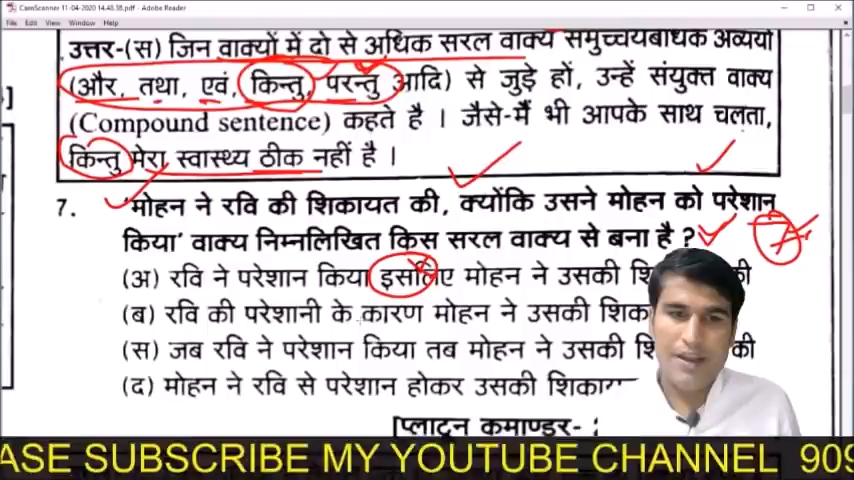 CamScanner 11-04-2020 14.48.38.pdf - Adobe Reader
File Edit View Window Help
उत्तर-(स) जिन वाक्यों में दो से अधिक सरल वाक्य समुच्चयबोधक अव्ययों
(और, तथा, एवं, किन्तु, परन्तु आदि) से जुड़े हों, उन्हें संयुक्त वाक्य
(Compound sentence) कहते है । जैसे-मैं भी आपके साथ चलता,
किन्तु मेरा स्वास्थ्य ठीक नहीं है ।
7. 'मोहन ने रवि की शिकायत की, क्योंकि उसने मोहन को परेशान
किया' वाक्य निम्नलिखित किस सरल वाक्य से बना है ?
(अ) रवि ने परेशान किया इसलिए मोहन ने उसकी की
(ब) रवि की परेशानी के कारण मोहन ने उसकी
(स) जब रवि ने परेशान किया तब मोहन ने उसकी की
(द) मोहन ने रवि से परेशान होकर उसकी
[प्लाटून कमाण्डर-
ASE SUBSCRIBE MY YOUTUBE CHANNEL 909